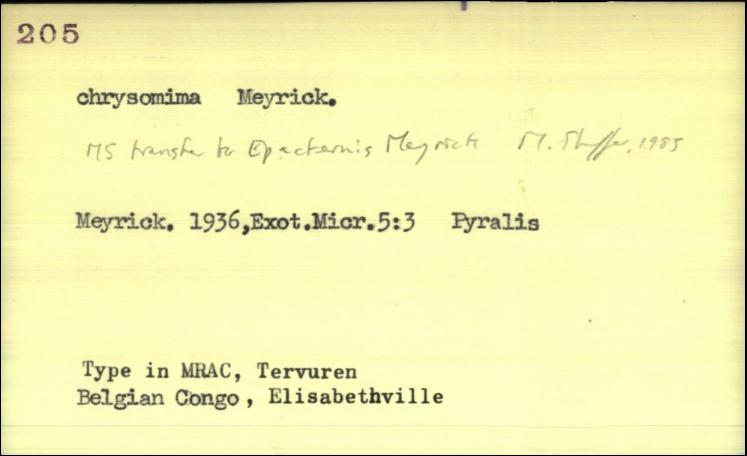 205
chrysomima Meyrick.
MS transfer to Epacternis Meyrick M. Shaffer, 1985
Meyrick. 1936,Exot.Micr.5:3 Pyralis
Type in MRAC, Tervuren
Belgian Congo, Elisabethville